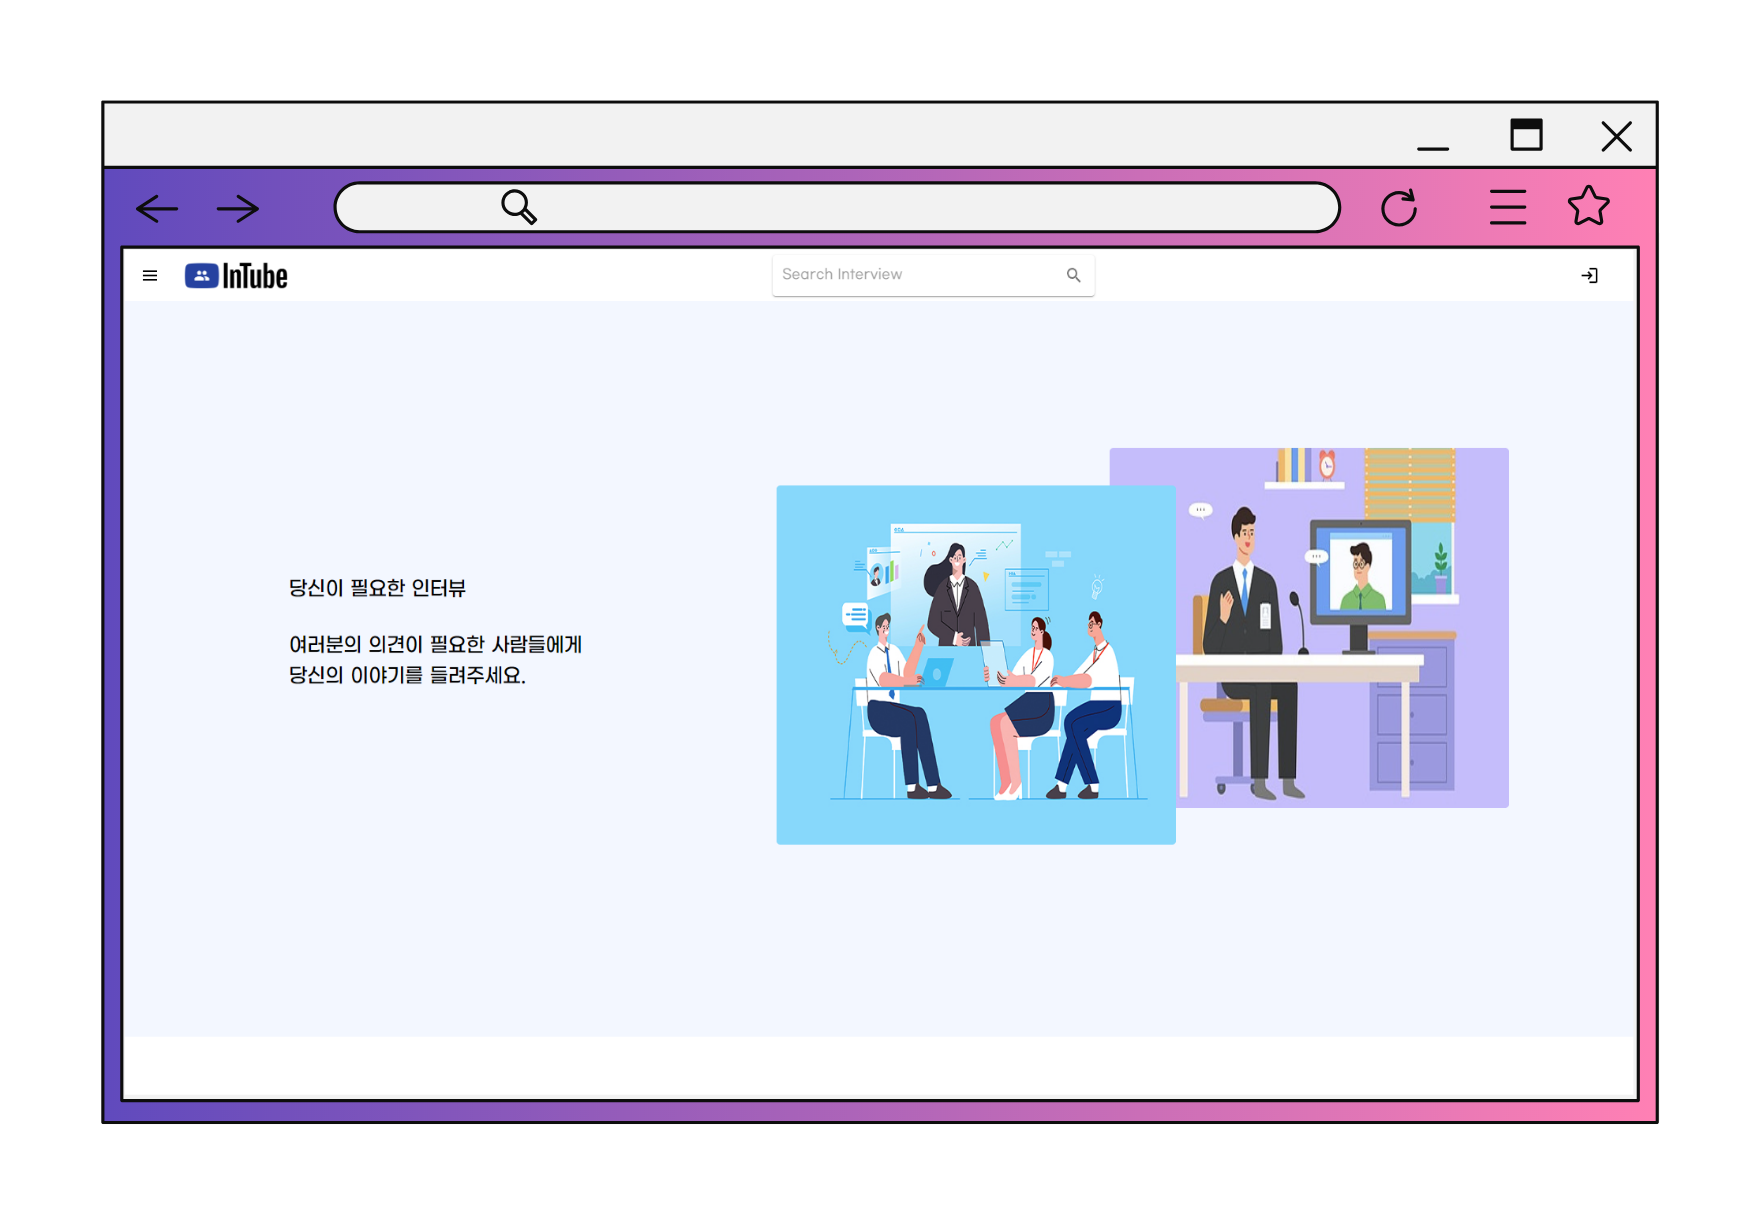 InTube
Search Interview
당신이 필요한 인터뷰
여러분의 의견이 필요한 사람들에게
당신의 이야기를 들려주세요.